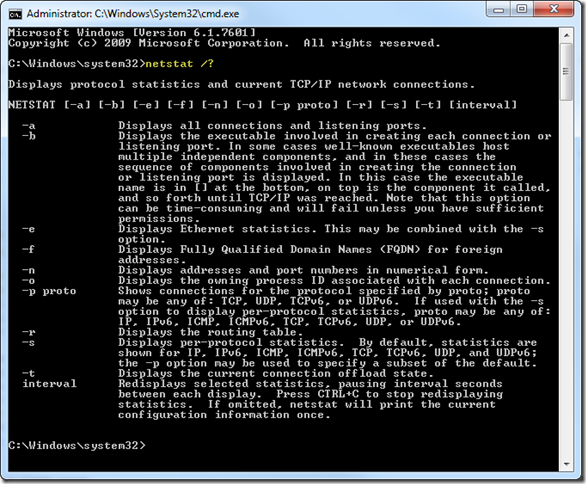 Administrator: C:\Windows\System32\cmd.exe
Microsoft Windows [Version 6.1.7601]
Copyright (c) 2009 Microsoft Corporation.  All rights reserved.
C:\Windows\system32>netstat /?
Displays protocol statistics and current TCP/IP network connections.
NETSTAT [-a] [-b] [-e] [-f] [-n] [-o] [-p proto] [-r] [-s] [-t] [interval]
-a Displays all connections and listening ports.
-b Displays the executable involved in creating each connection or
listening port. In some cases well-known executables host
multiple independent components, and in these cases the
sequence of components involved in creating the connection
or listening port is displayed. In this case the executable
name is in [] at the bottom, on top is the component it called,
and so forth until TCP/IP was reached. Note that this option
can be time-consuming and will fail unless you have sufficient
permissions.
-e Displays Ethernet statistics. This may be combined with the -s
option.
-f Displays Fully Qualified Domain Names (FQDN) for foreign
addresses.
-n Displays addresses and port numbers in numerical form.
-o Displays the owning process ID associated with each connection.
-p proto Shows connections for the protocol specified by proto; proto
may be any of: TCP, UDP, TCPv6, or UDPv6.  If used with the -s
option to display per-protocol statistics, proto may be any of:
IP, IPv6, ICMP, ICMPv6, TCP, TCPv6, UDP, or UDPv6.
-r Displays the routing table.
-s Displays per-protocol statistics.  By default, statistics are
shown for IP, IPv6, ICMP, ICMPv6, TCP, TCPv6, UDP, and UDPv6;
the -p option may be used to specify a subset of the default.
-t Displays the current connection offload state.
interval Redisplays selected statistics, pausing interval seconds
between each display.  Press CTRL+C to stop redisplaying
statistics.  If omitted, netstat will print the current
configuration information once.
C:\Windows\system32>